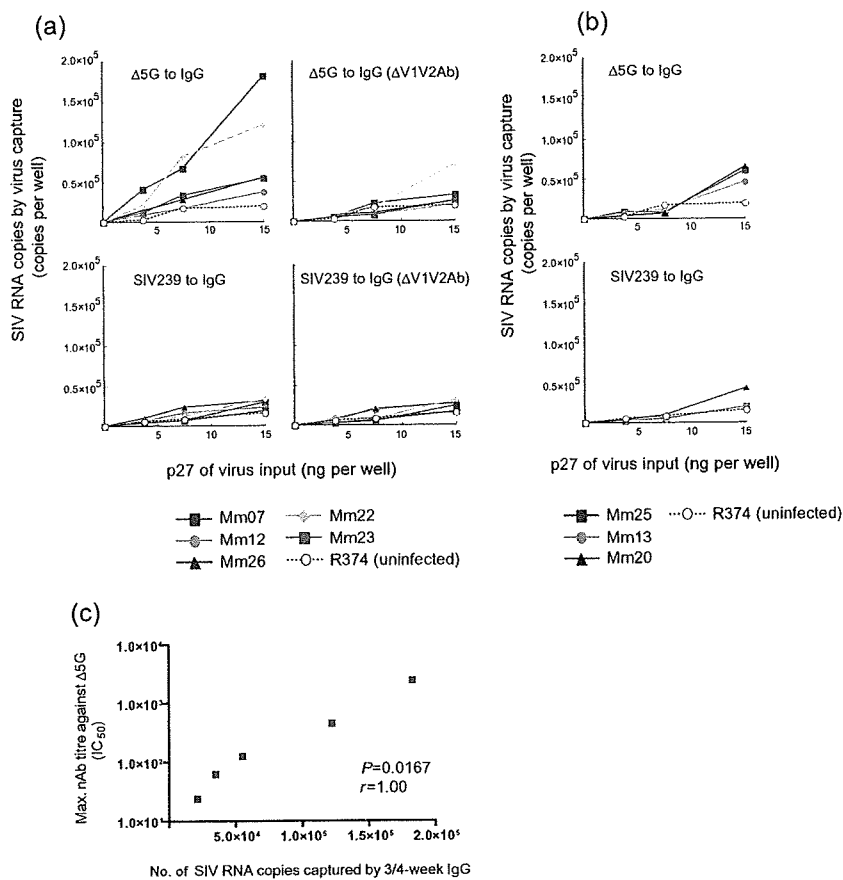 (a)
(b)
SIV RNA copies by virus capture
(copies per well)
2.0×10⁵
1.5×10⁵
1.0×10⁵
0.5×10⁵
Δ5G to IgG
0 5 10 15
Δ5G to IgG (ΔV1V2Ab)
0 5 10 15
2.0×10⁵
1.5×10⁵
1.0×10⁵
0.5×10⁵
SIV239 to IgG
0 5 10 15
SIV239 to IgG (ΔV1V2Ab)
0 5 10 15
p27 of virus input (ng per well)
Mm07
Mm12
Mm26
Mm22
Mm23
R374 (uninfected)
SIV RNA copies by virus capture
(copies per well)
2.0×10⁵
1.5×10⁵
1.0×10⁵
0.5×10⁵
Δ5G to IgG
0 5 10 15
2.0×10⁵
1.5×10⁵
1.0×10⁵
0.5×10⁵
SIV239 to IgG
0 5 10 15
p27 of virus input (ng per well)
Mm25
Mm13
Mm20
R374 (uninfected)
(c)
Max. nAb titre against Δ5G
(IC₅₀)
1.0×10⁴
1.0×10³
1.0×10²
1.0×10¹
P=0.0167
r=1.00
5.0×10⁴ 1.0×10⁵ 1.5×10⁵ 2.0×10⁵
No. of SIV RNA copies captured by 3/4-week IgG